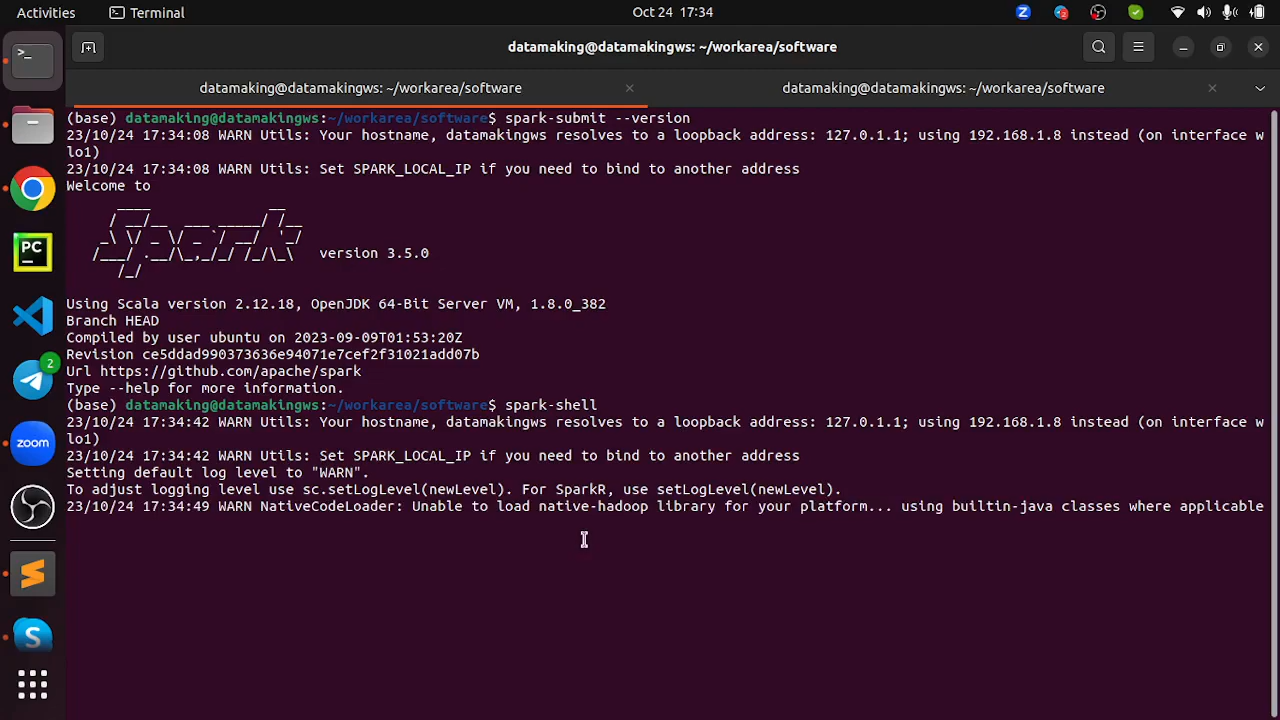 Activities Terminal Oct 24 17:34
datamaking@datamakingws: ~/workarea/software
datamaking@datamakingws: ~/workarea/software datamaking@datamakingws: ~/workarea/software
(base) datamaking@datamakingws:~/workarea/software$ spark-submit --version
23/10/24 17:34:08 WARN Utils: Your hostname, datamakingws resolves to a loopback address: 127.0.1.1; using 192.168.1.8 instead (on interface w
lo1)
23/10/24 17:34:08 WARN Utils: Set SPARK_LOCAL_IP if you need to bind to another address
Welcome to
Spark version 3.5.0
Using Scala version 2.12.18, OpenJDK 64-Bit Server VM, 1.8.0_382
Branch HEAD
Compiled by user ubuntu on 2023-09-09T01:53:20Z
Revision ce5ddad990373636e94071e7cef2f31021add07b
Url https://github.com/apache/spark
Type --help for more information.
(base) datamaking@datamakingws:~/workarea/software$ spark-shell
23/10/24 17:34:42 WARN Utils: Your hostname, datamakingws resolves to a loopback address: 127.0.1.1; using 192.168.1.8 instead (on interface w
lo1)
23/10/24 17:34:42 WARN Utils: Set SPARK_LOCAL_IP if you need to bind to another address
Setting default log level to "WARN".
To adjust logging level use sc.setLogLevel(newLevel). For SparkR, use setLogLevel(newLevel).
23/10/24 17:34:49 WARN NativeCodeLoader: Unable to load native-hadoop library for your platform... using builtin-java classes where applicable
PC
2
zoom
S
Z
2